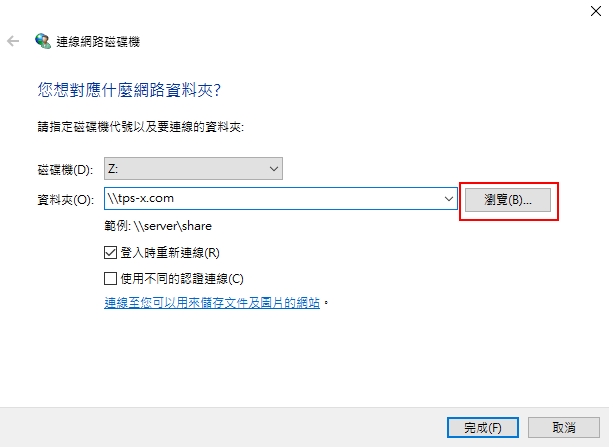 連線網路磁碟機
您想對應什麼網路資料夾?
請指定磁碟機代號以及要連線的資料夾:
磁碟機(D): Z:
資料夾(O): \\tps-x.com 瀏覽(B)...
範例: \\server\share
登入時重新連線(R)
使用不同的認證連線(C)
連線至您可以用來儲存文件及圖片的網站。
完成(F) 取消